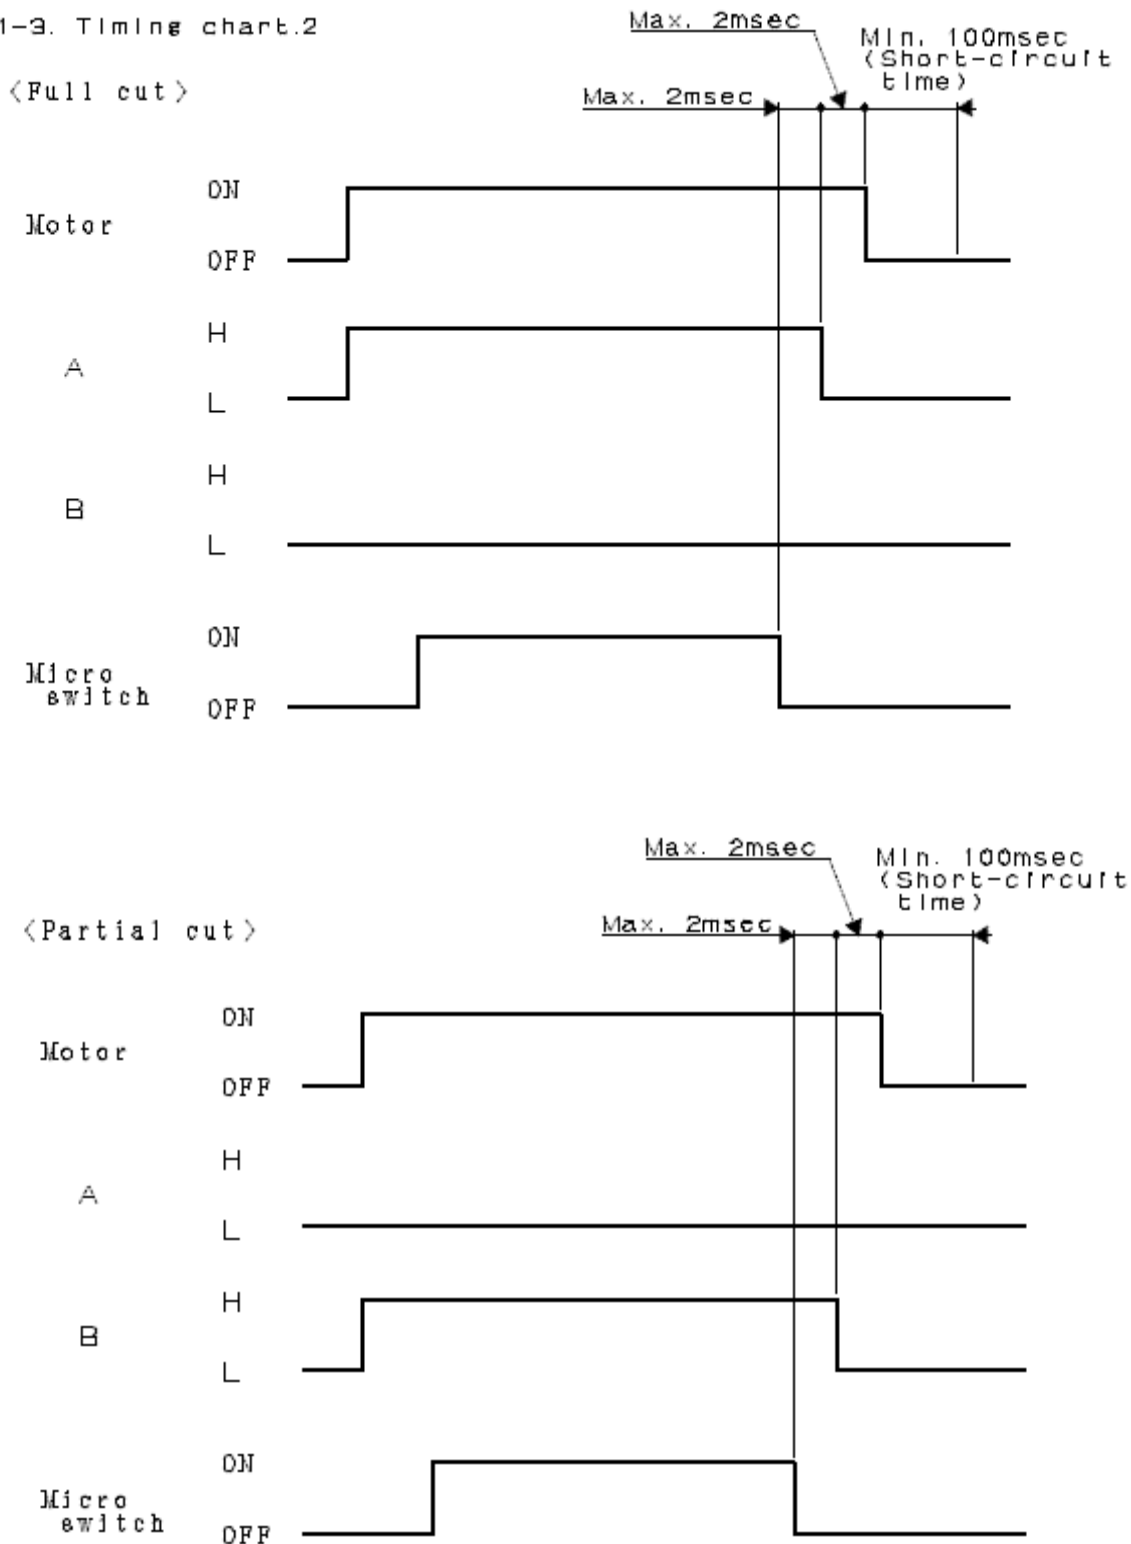 1-3. Timing chart.2
Max. 2msec
Min. 100msec
(Short-circuit
time)
<Full cut>
Max. 2msec
ON
Motor
OFF
H
A
L
H
B
L
ON
Micro
switch
OFF
Max. 2msec
Min. 100msec
(Short-circuit
time)
<Partial cut>
Max. 2msec
ON
Motor
OFF
H
A
L
H
B
L
ON
Micro
switch
OFF